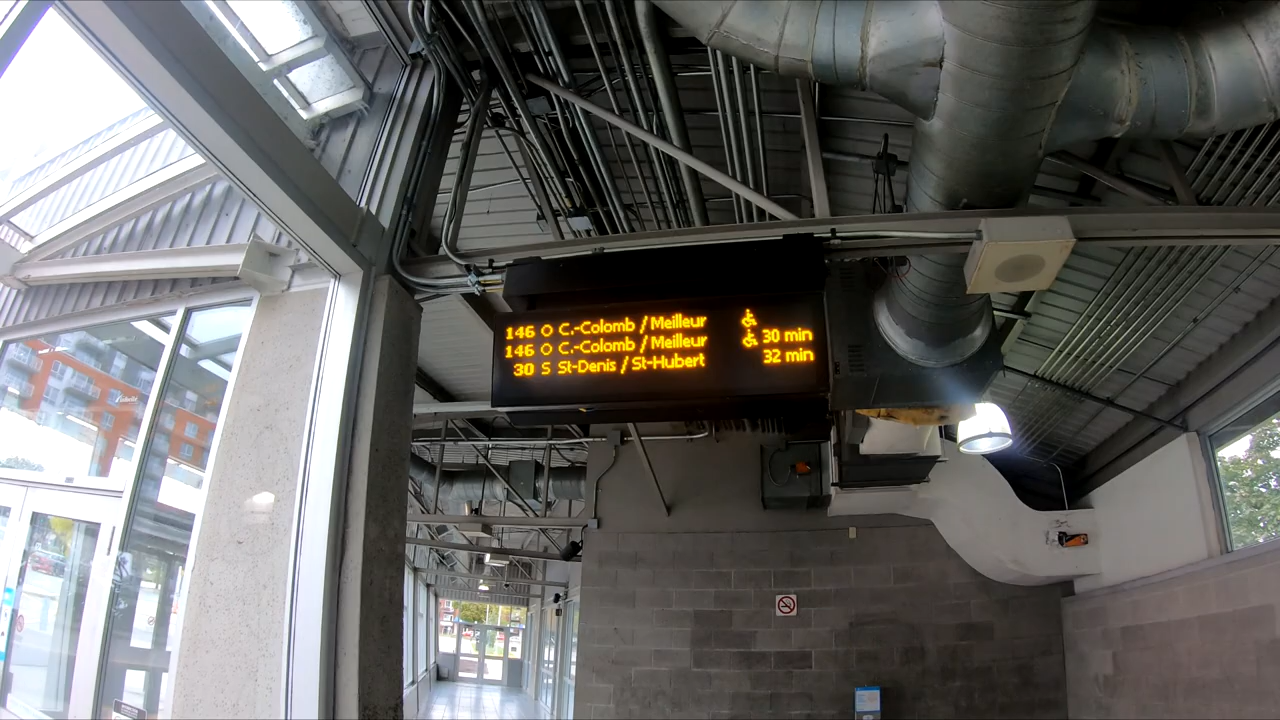 146 O C.-Colomb / Meilleur
146 O C.-Colomb / Meilleur 30 min
30 S St-Denis / St-Hubert 32 min